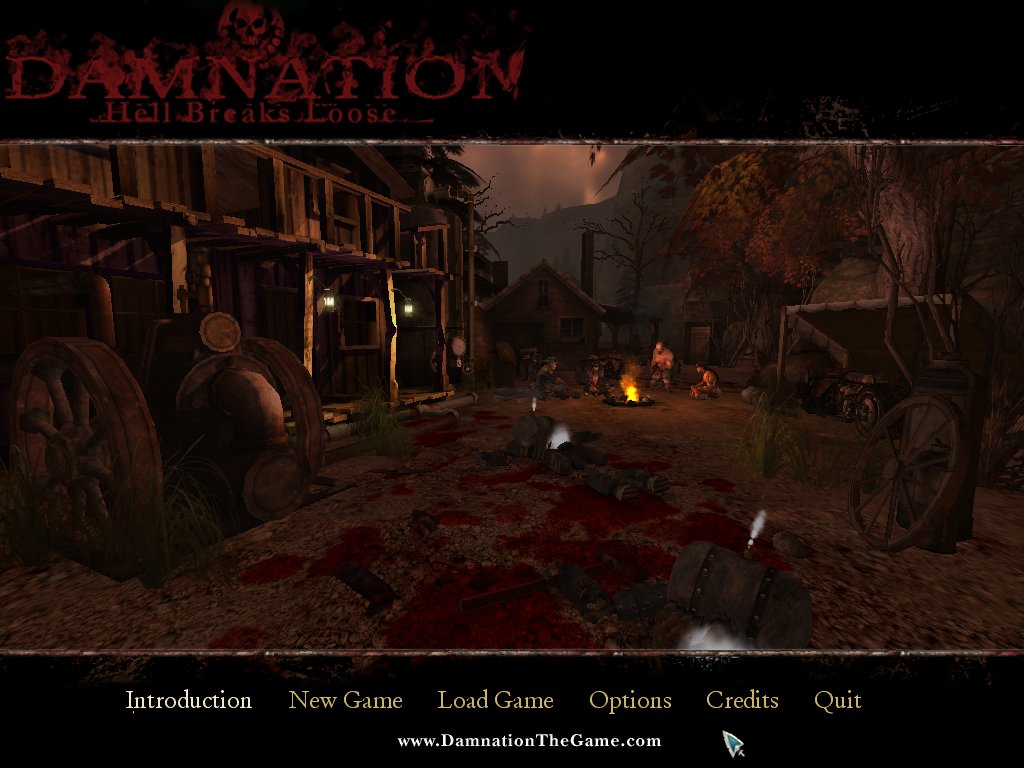 DAMNATION
Hell Breaks Loose
Introduction New Game Load Game Options Credits Quit
www.DamnationTheGame.com